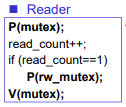 Reader
P(mutex);
read_count++;
if (read_count==1)
P(rw_mutex);
V(mutex);